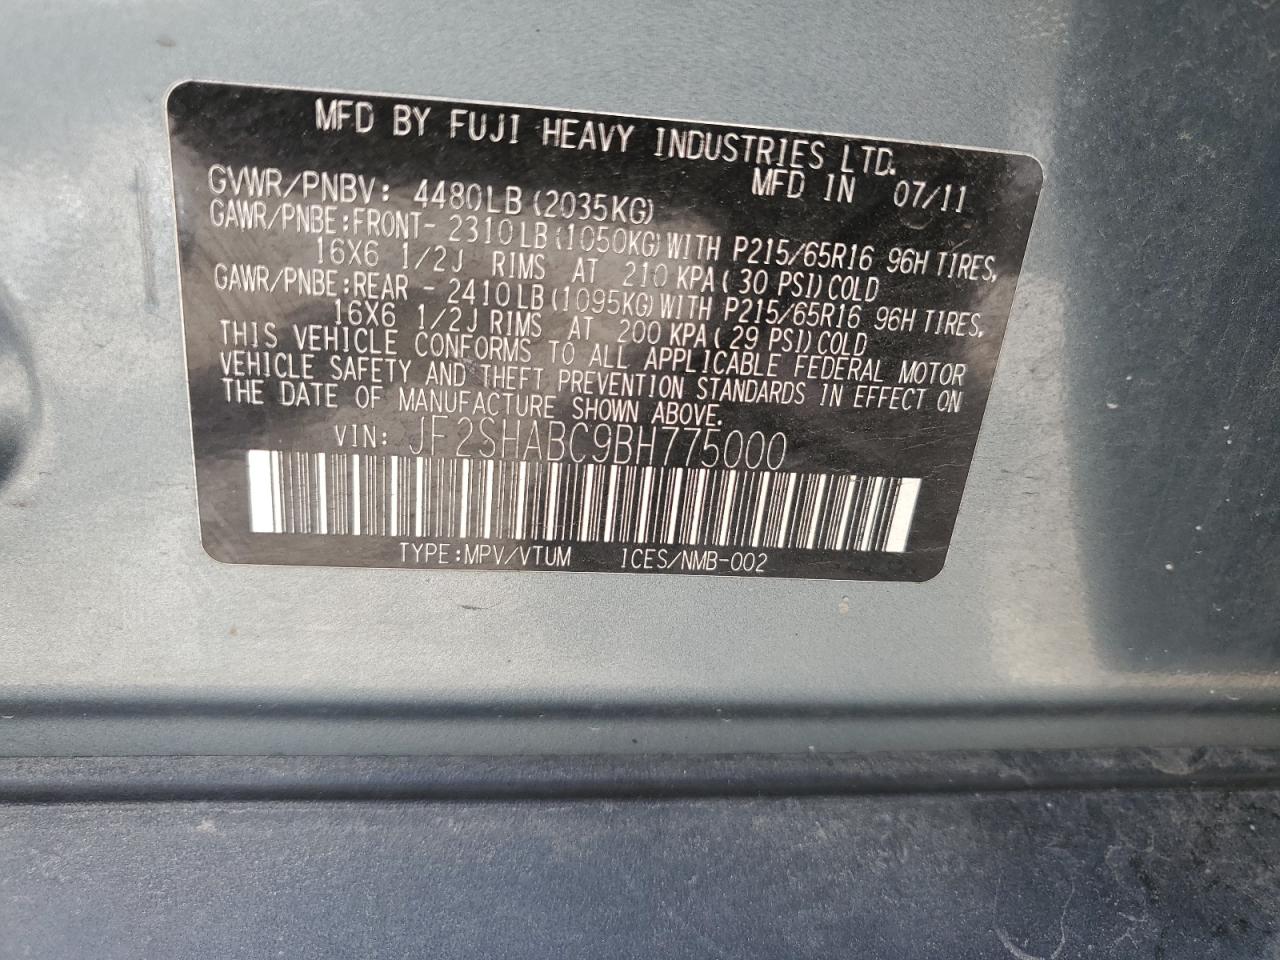 MFD BY FUJI HEAVY INDUSTRIES LTD.
MFD IN 07/11
GVWR/PNBV: 4480LB (2035KG)
GAWR/PNBE:FRONT- 2310LB (1050KG) WITH P215/65R16 96H TIRES,
16X6 1/2J RIMS AT 210 KPA ( 30 PSI) COLD
GAWR/PNBE:REAR - 2410LB (1095KG) WITH P215/65R16 96H TIRES,
16X6 1/2J RIMS AT 200 KPA ( 29 PSI) COLD
THIS VEHICLE CONFORMS TO ALL APPLICABLE FEDERAL MOTOR
VEHICLE SAFETY AND THEFT PREVENTION STANDARDS IN EFFECT ON
THE DATE OF MANUFACTURE SHOWN ABOVE.
VIN: JF2SHABC9BH775000
TYPE:MPV/VTUM 1CES/NMB-002